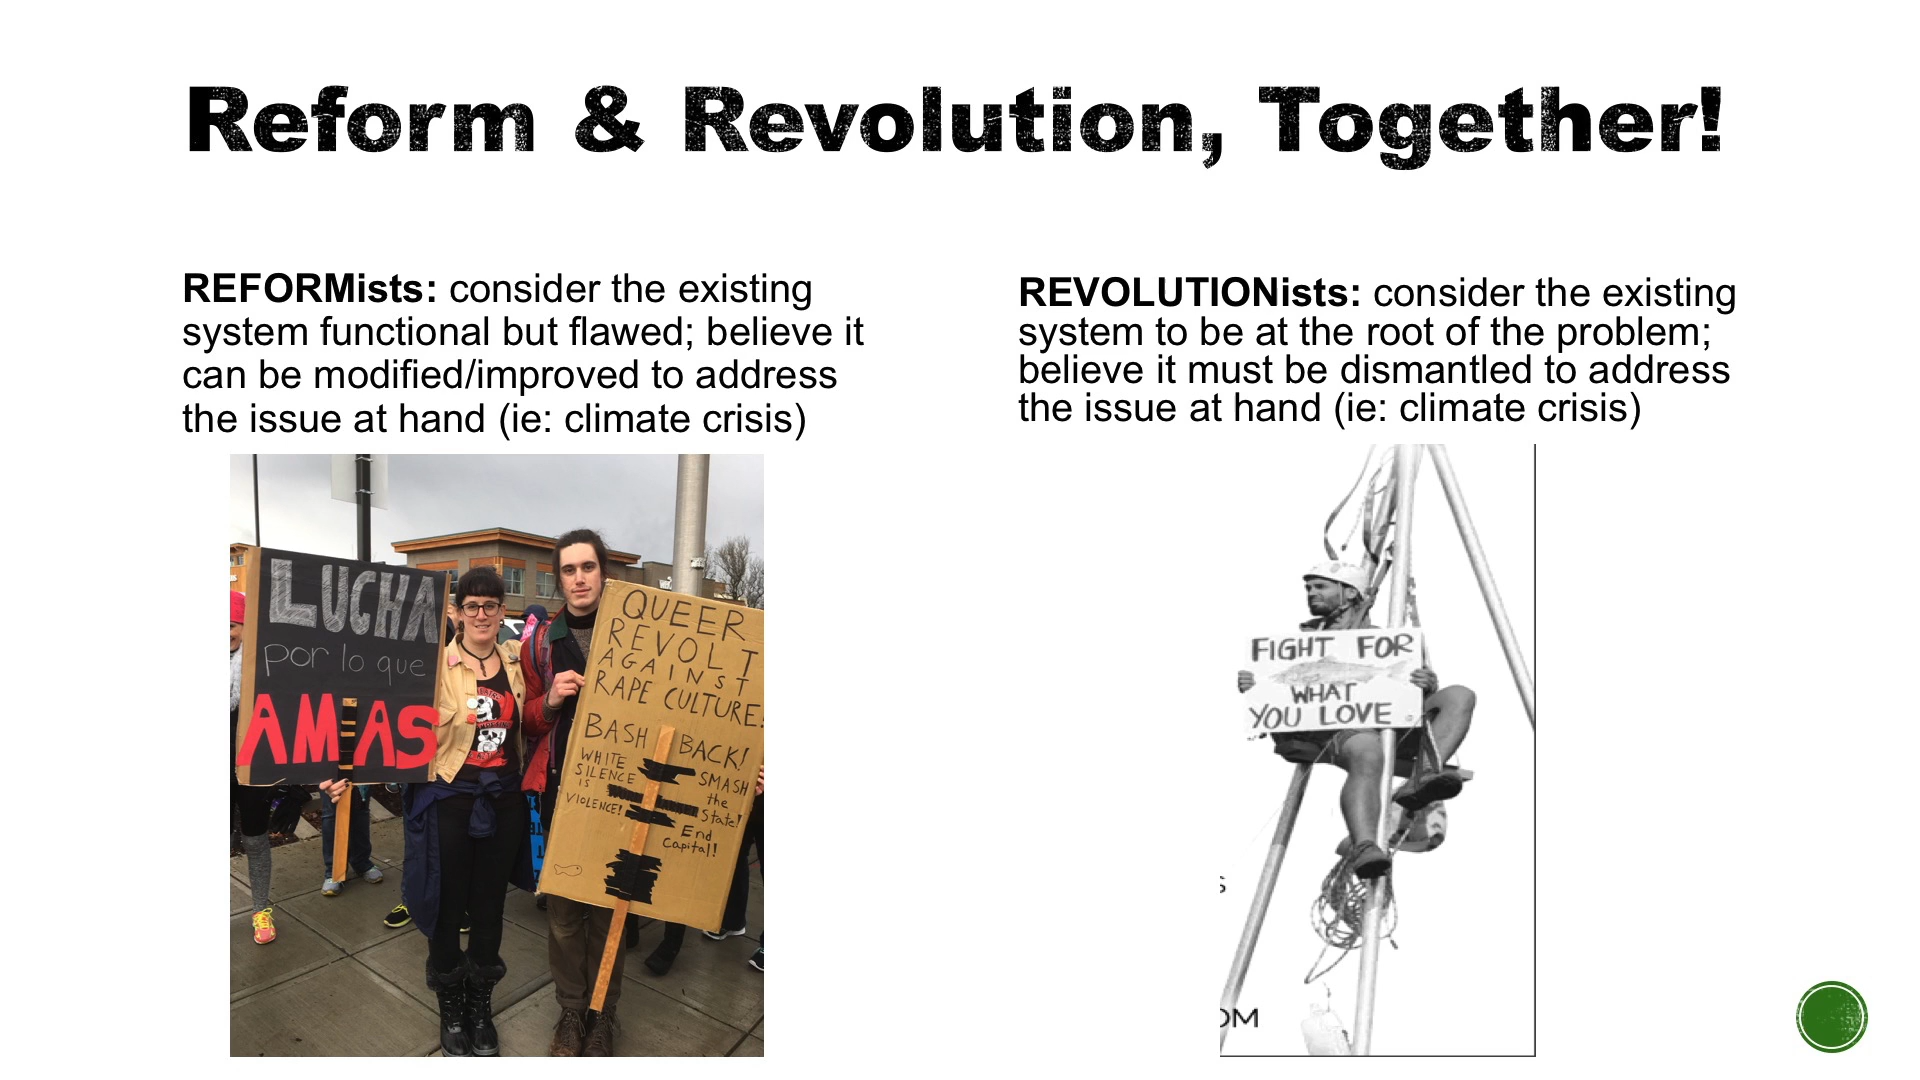 Reform & Revolution, Together!
REFORMists: consider the existing
system functional but flawed; believe it
can be modified/improved to address
the issue at hand (ie: climate crisis)
REVOLUTIONists: consider the existing
system to be at the root of the problem;
believe it must be dismantled to address
the issue at hand (ie: climate crisis)
LUCHA
por lo que
AMAS
QUEER
REVOLT
AGAINST
RAPE CULTURE!
BASH BACK!
WHITE
SILENCE
IS
VIOLENCE!
SMASH
the
State!
End
Capital!
FIGHT FOR
WHAT
YOU LOVE
S
OM